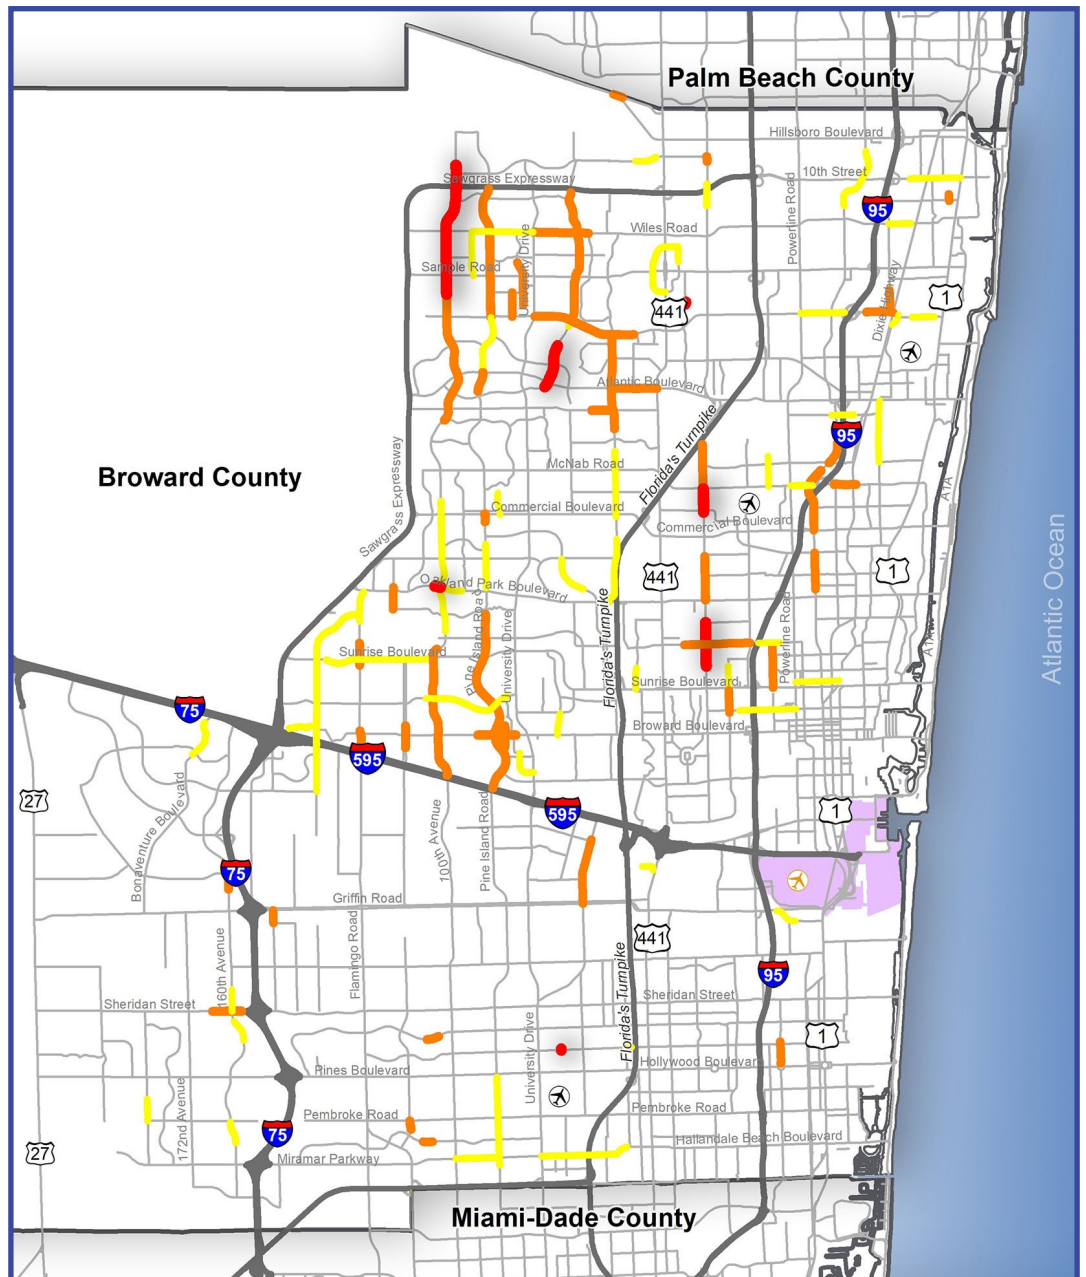 Palm Beach County
Hillsboro Boulevard
10th Street
Sawgrass Expressway
Powerline Road
95
Wiles Road
University Drive
Sample Road
1
441
Dixie Highway
Atlantic Boulevard
Florida's Turnpike
95
Broward County
McNab Road
Sawgrass Expressway
A1A
Commercial Boulevard
Commercial Boulevard
Atlantic Ocean
441
1
Oakland Park Boulevard
Pine Island Road
University Drive
Florida's Turnpike
Powerline Road
A1A
Sunrise Boulevard
Sunrise Boulevard
75
Broward Boulevard
595
27
Bonaventure Boulevard
100th Avenue
Pine Island Road
595
1
75
Griffin Road
Flamingo Road
441
160th Avenue
95
Sheridan Street
Sheridan Street
Florida's Turnpike
University Drive
1
Hollywood Boulevard
Pines Boulevard
172nd Avenue
Pembroke Road
Pembroke Road
75
Hallandale Beach Boulevard
27
Miramar Parkway
Miami-Dade County